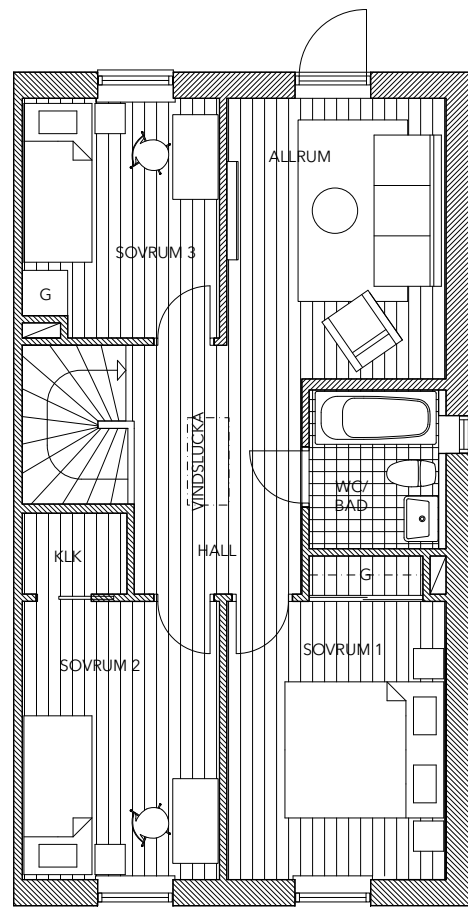 ALLRUM
SOVRUM 3
G
VINDSLUCKA
WC/
BAD
HALL
KLK
G
SOVRUM 1
SOVRUM 2